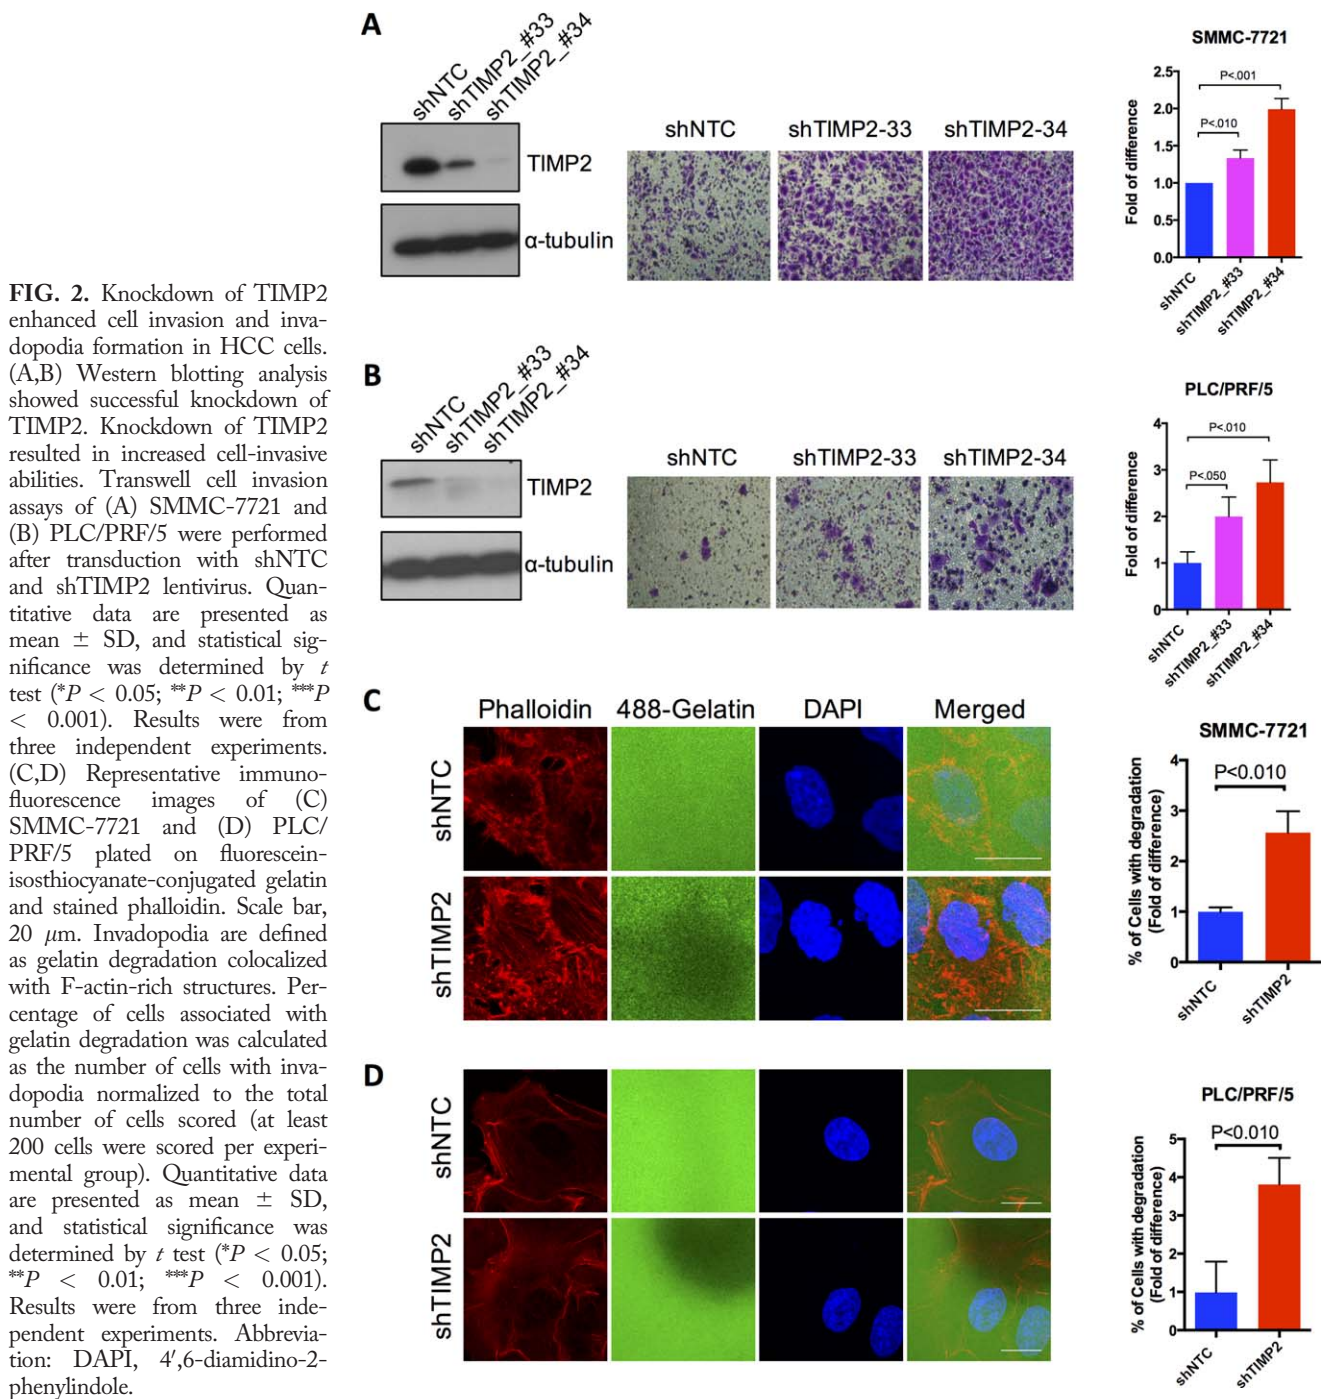 FIG. 2. Knockdown of TIMP2
enhanced cell invasion and inva-
dopodia formation in HCC cells.
(A,B) Western blotting analysis
showed successful knockdown of
TIMP2. Knockdown of TIMP2
resulted in increased cell-invasive
abilities. Transwell cell invasion
assays of (A) SMMC-7721 and
(B) PLC/PRF/5 were performed
after transduction with shNTC
and shTIMP2 lentivirus. Quan-
titative data are presented as
mean ± SD, and statistical sig-
nificance was determined by t
test (*P < 0.05; **P < 0.01; ***P
< 0.001). Results were from
three independent experiments.
(C,D) Representative immuno-
fluorescence images of (C)
SMMC-7721 and (D) PLC/
PRF/5 plated on fluorescein-
isosthiocyanate-conjugated gelatin
and stained phalloidin. Scale bar,
20 μm. Invadopodia are defined
as gelatin degradation colocalized
with F-actin-rich structures. Per-
centage of cells associated with
gelatin degradation was calculated
as the number of cells with inva-
dopodia normalized to the total
number of cells scored (at least
200 cells were scored per experi-
mental group). Quantitative data
are presented as mean ± SD,
and statistical significance was
determined by t test (*P < 0.05;
**P < 0.01; ***P < 0.001).
Results were from three inde-
pendent experiments. Abbrevia-
tion: DAPI, 4′,6-diamidino-2-
phenylindole.
A
shNTC
shTIMP2_#33
shTIMP2_#34
TIMP2
α-tubulin
shNTC shTIMP2-33 shTIMP2-34
SMMC-7721
Fold of difference
2.5
2.0
1.5
1.0
0.5
0.0
P<.001
P<.010
shNTC
shTIMP2_#33
shTIMP2_#34
B
shNTC
shTIMP2_#33
shTIMP2_#34
TIMP2
α-tubulin
shNTC shTIMP2-33 shTIMP2-34
PLC/PRF/5
Fold of difference
4
3
2
1
0
P<.010
P<.050
shNTC
shTIMP2_#33
shTIMP2_#34
C
Phalloidin 488-Gelatin DAPI Merged
shNTC
shTIMP2
SMMC-7721
% of Cells with degradation
(Fold of difference)
4
3
2
1
0
P<0.010
shNTC
shTIMP2
D
shNTC
shTIMP2
PLC/PRF/5
% of Cells with degradation
(Fold of difference)
5
4
3
2
1
0
P<0.010
shNTC
shTIMP2